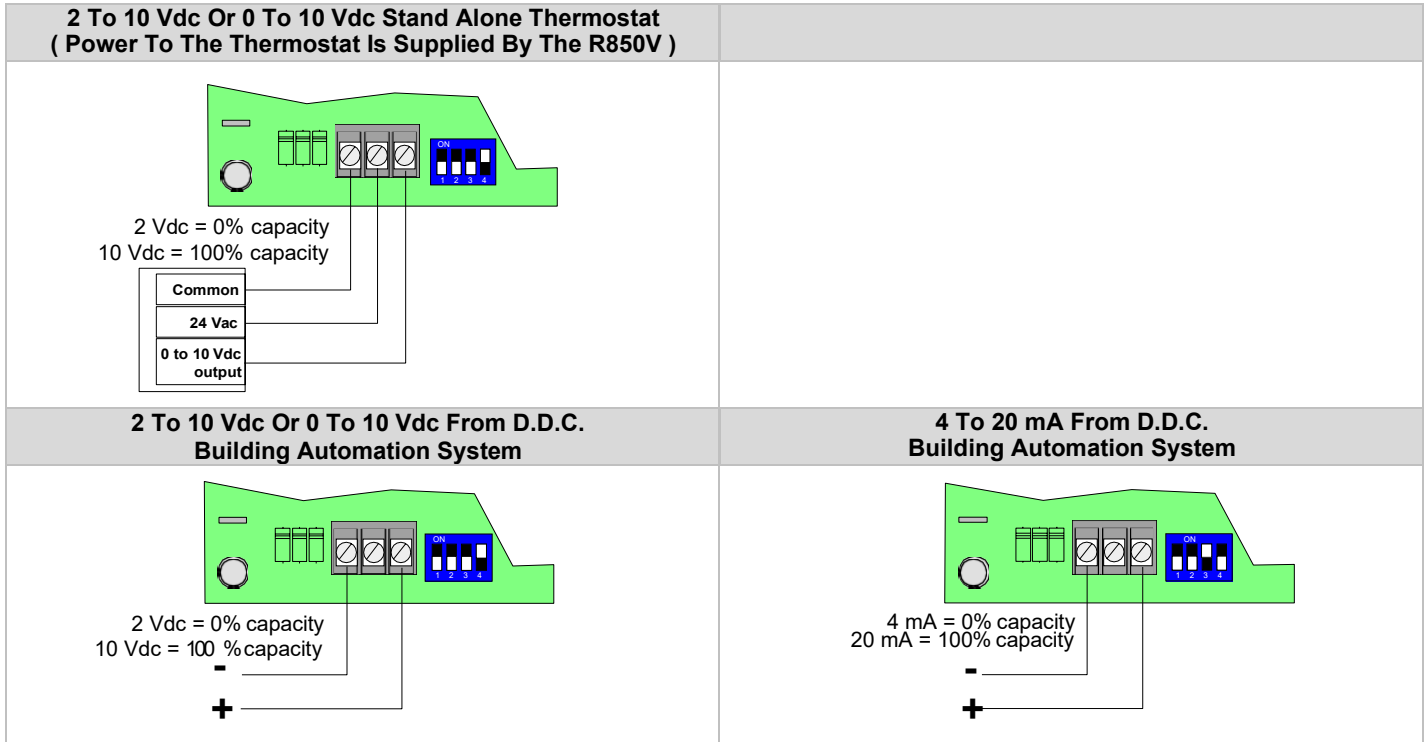 2 To 10 Vdc Or 0 To 10 Vdc Stand Alone Thermostat
( Power To The Thermostat Is Supplied By The R850V )
ON
1 2 3 4
2 Vdc = 0% capacity
10 Vdc = 100% capacity
Common
24 Vac
0 to 10 Vdc
output
2 To 10 Vdc Or 0 To 10 Vdc From D.D.C.
Building Automation System
ON
1 2 3 4
2 Vdc = 0% capacity
10 Vdc = 100 % capacity
-
+
4 To 20 mA From D.D.C.
Building Automation System
ON
1 2 3 4
4 mA = 0% capacity
20 mA = 100% capacity
-
+